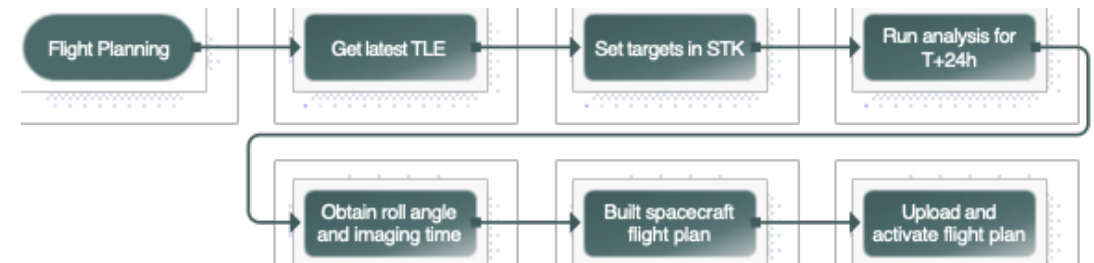 Flight Planning
Get latest TLE
Set targets in STK
Run analysis for
T+24h
Obtain roll angle
and imaging time
Built spacecraft
flight plan
Upload and
activate flight plan